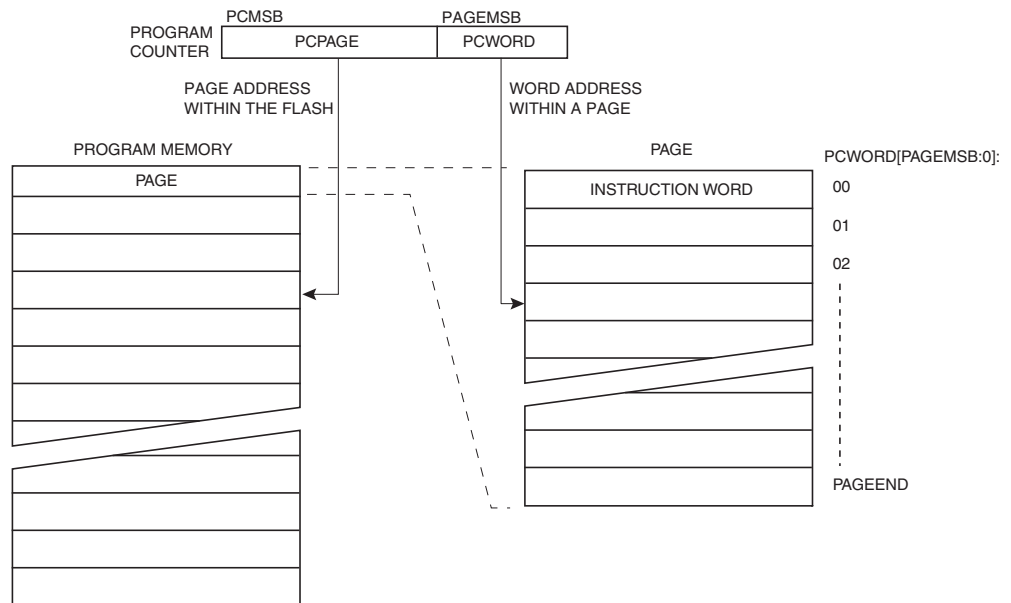 PCMSB
PAGEMSB
PROGRAM
COUNTER
PCPAGE
PCWORD
PAGE ADDRESS
WITHIN THE FLASH
WORD ADDRESS
WITHIN A PAGE
PROGRAM MEMORY
PAGE
PAGE
PCWORD[PAGEMSB:0]:
INSTRUCTION WORD
00
01
02
PAGEEND